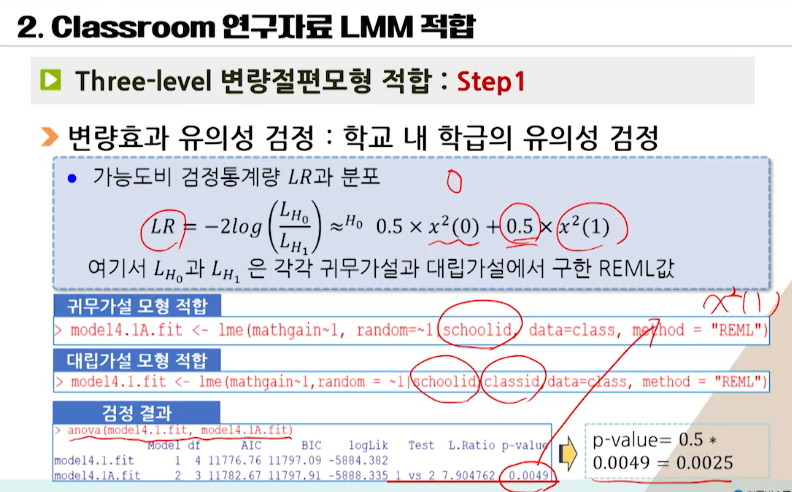 2. Classroom 연구자료 LMM 적합
Three-level 변량절편모형 적합 : Step1
변량효과 유의성 검정 : 학교 내 학급의 유의성 검정
• 가능도비 검정통계량 LR과 분포
0
LR = −2log(L_{H_0}/L_{H_1}) ≈^{H_0} 0.5 × x²(0) + 0.5 × x²(1)
여기서 L_{H_0}과 L_{H_1} 은 각각 귀무가설과 대립가설에서 구한 REML값
x²(1)
귀무가설 모형 적합
> model4.1A.fit <- lme(mathgain~1, random=~1|schoolid, data=class, method = "REML")
대립가설 모형 적합
> model4.1.fit <- lme(mathgain~1,random = ~1|schoolid/classid,data=class, method = "REML")
검정 결과
> anova(model4.1.fit, model4.1A.fit)
Model df AIC BIC logLik Test L.Ratio p-value
model4.1.fit 1 4 11776.76 11797.09 -5884.382
model4.1A.fit 2 3 11782.67 11797.91 -5888.335 1 vs 2 7.904762 0.0049
p-value= 0.5 *
0.0049 = 0.0025